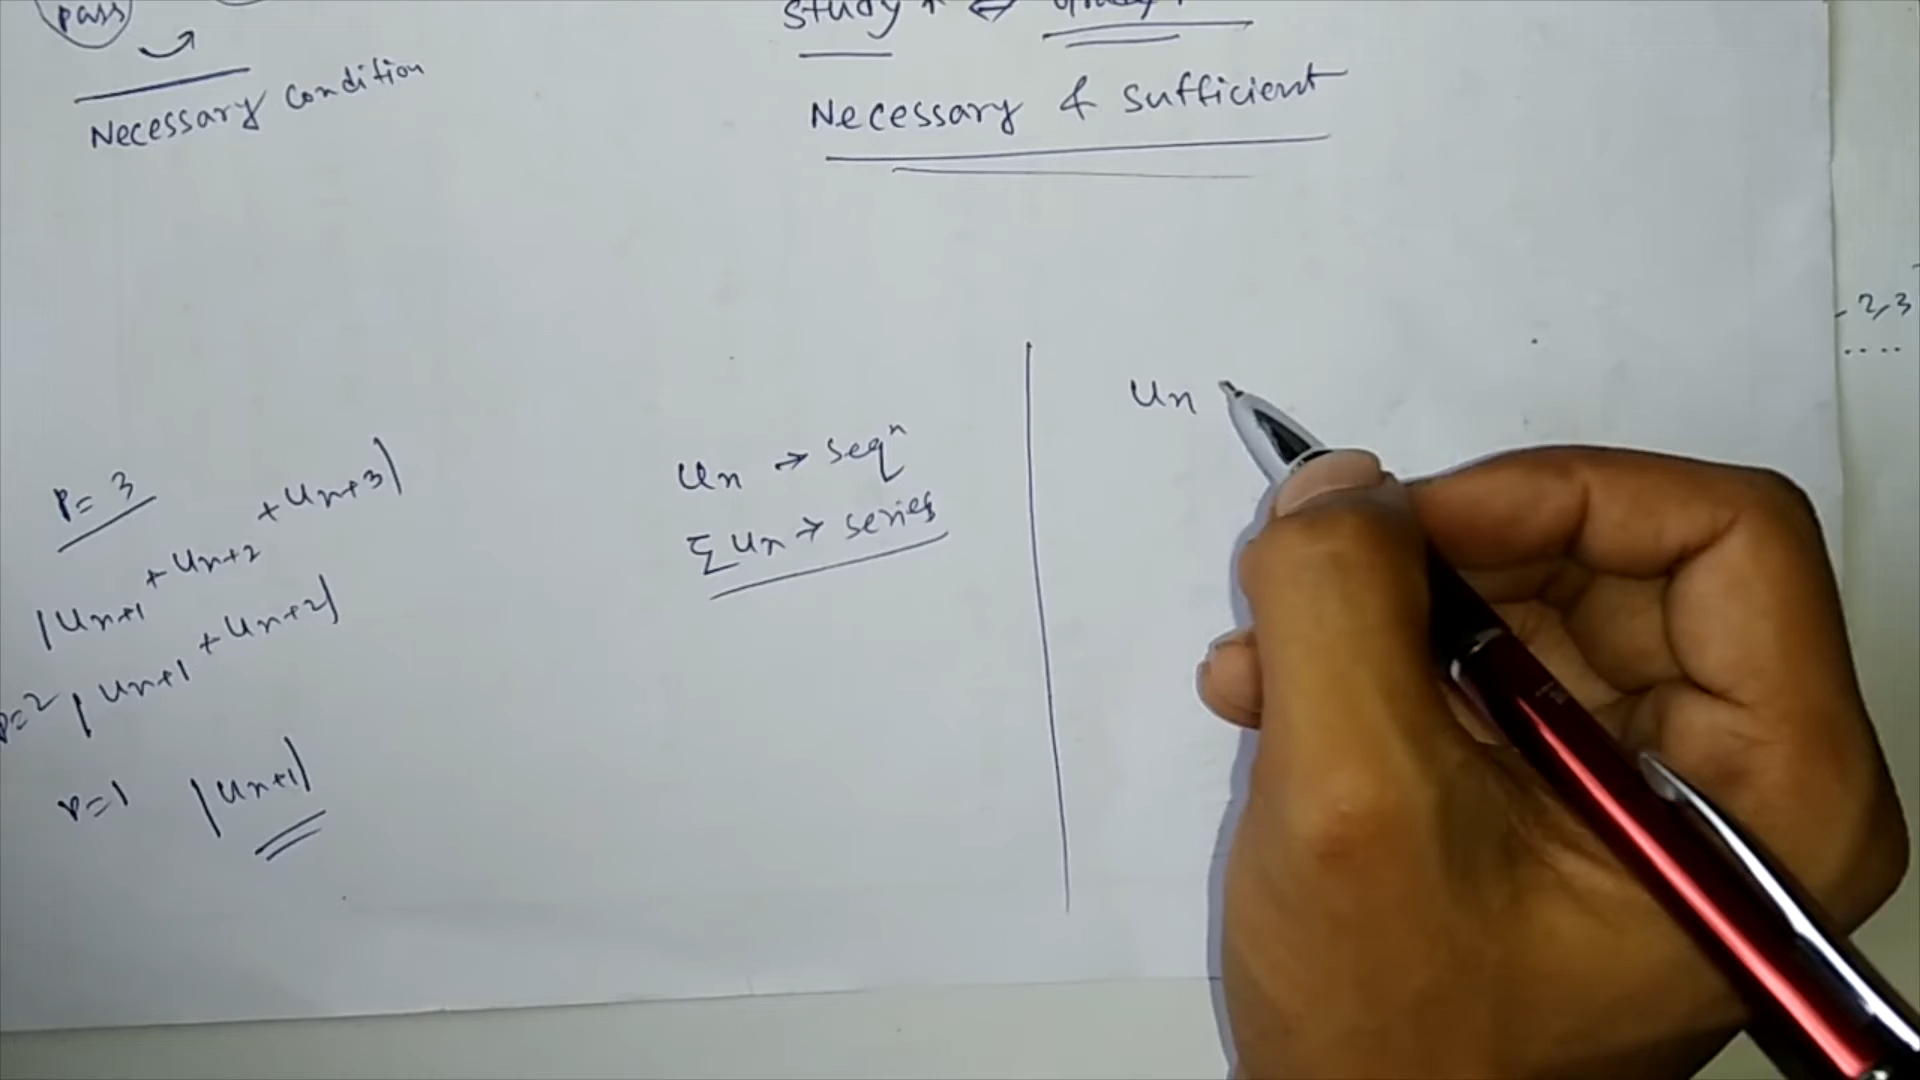 pass
Necessary condition
study ↑ ⇔
Necessary & sufficient
- 2, 3
....
P = 3
|Un+1 + Un+2 + Un+3|
P=2 |Un+1 + Un+2|
P=1 |Un+1|
Un → seqⁿ
Σ Un → series
Un